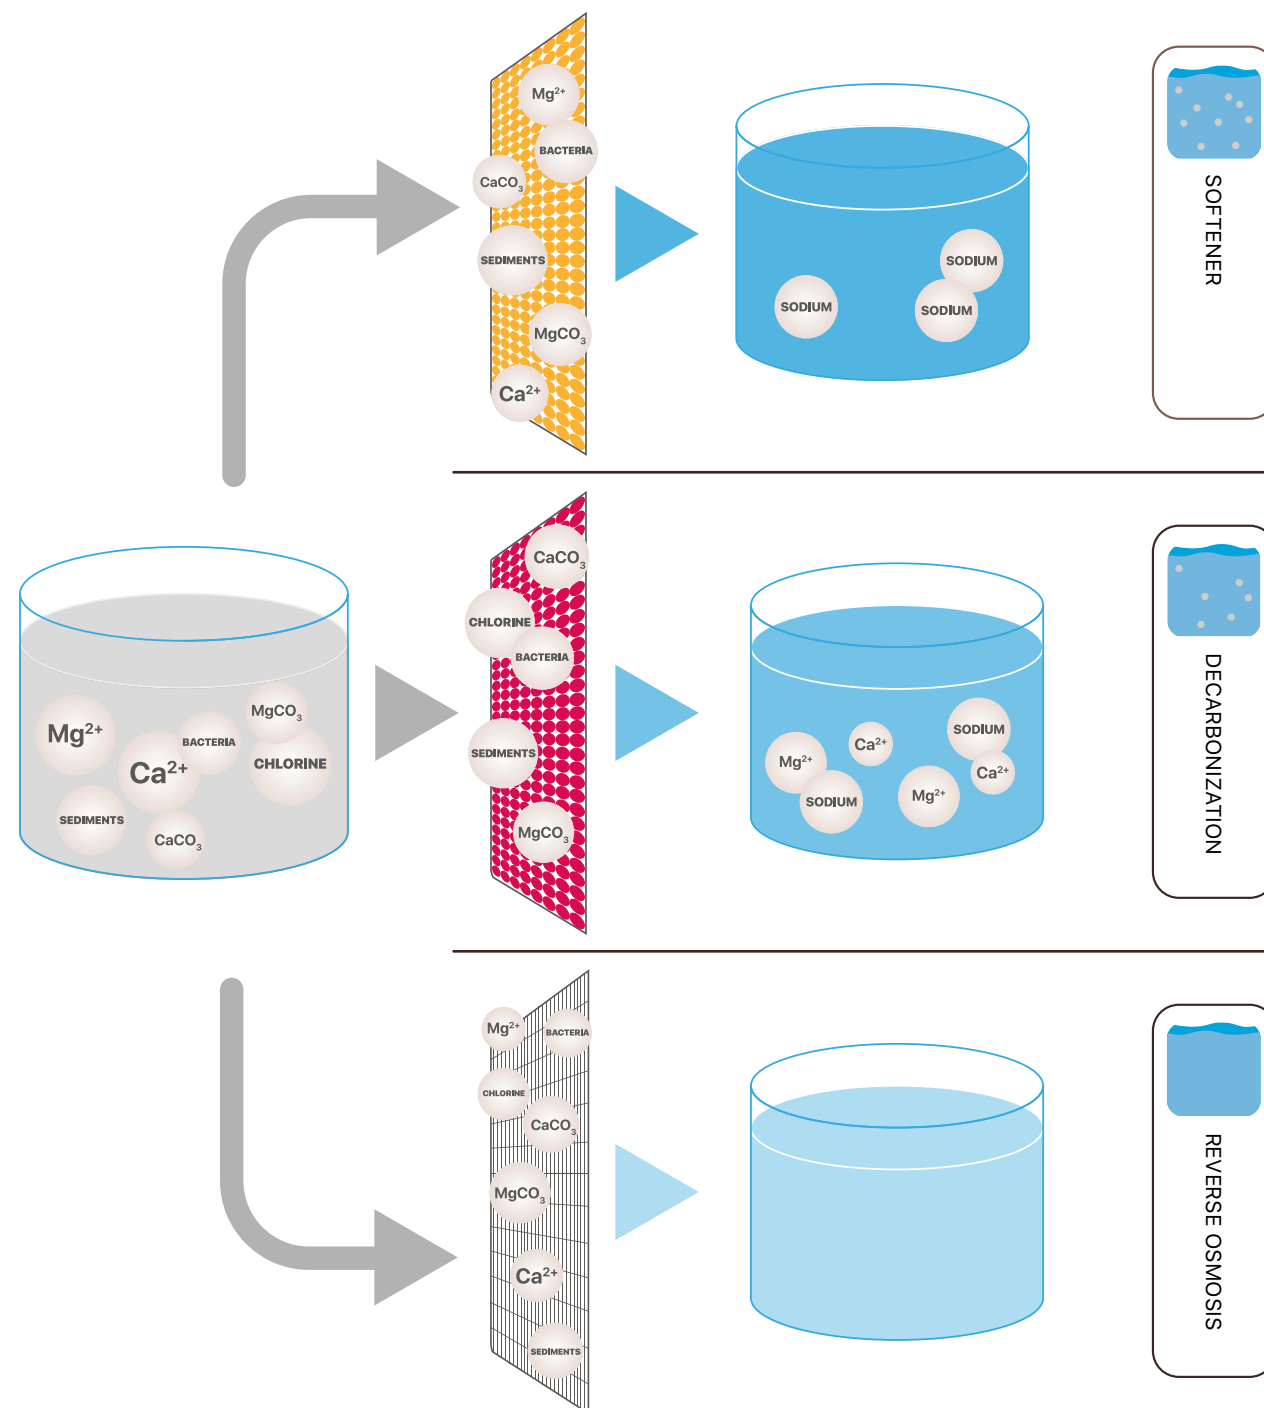 Mg²⁺
BACTERIA
CaCO₃
SEDIMENTS
MgCO₃
Ca²⁺
SODIUM
SODIUM
SODIUM
SOFTENER
Mg²⁺
Ca²⁺
BACTERIA
MgCO₃
CHLORINE
SEDIMENTS
CaCO₃
CaCO₃
CHLORINE
BACTERIA
SEDIMENTS
MgCO₃
Mg²⁺
SODIUM
Ca²⁺
Mg²⁺
SODIUM
Ca²⁺
DECARBONIZATION
Mg²⁺
BACTERIA
CHLORINE
CaCO₃
MgCO₃
Ca²⁺
SEDIMENTS
REVERSE OSMOSIS